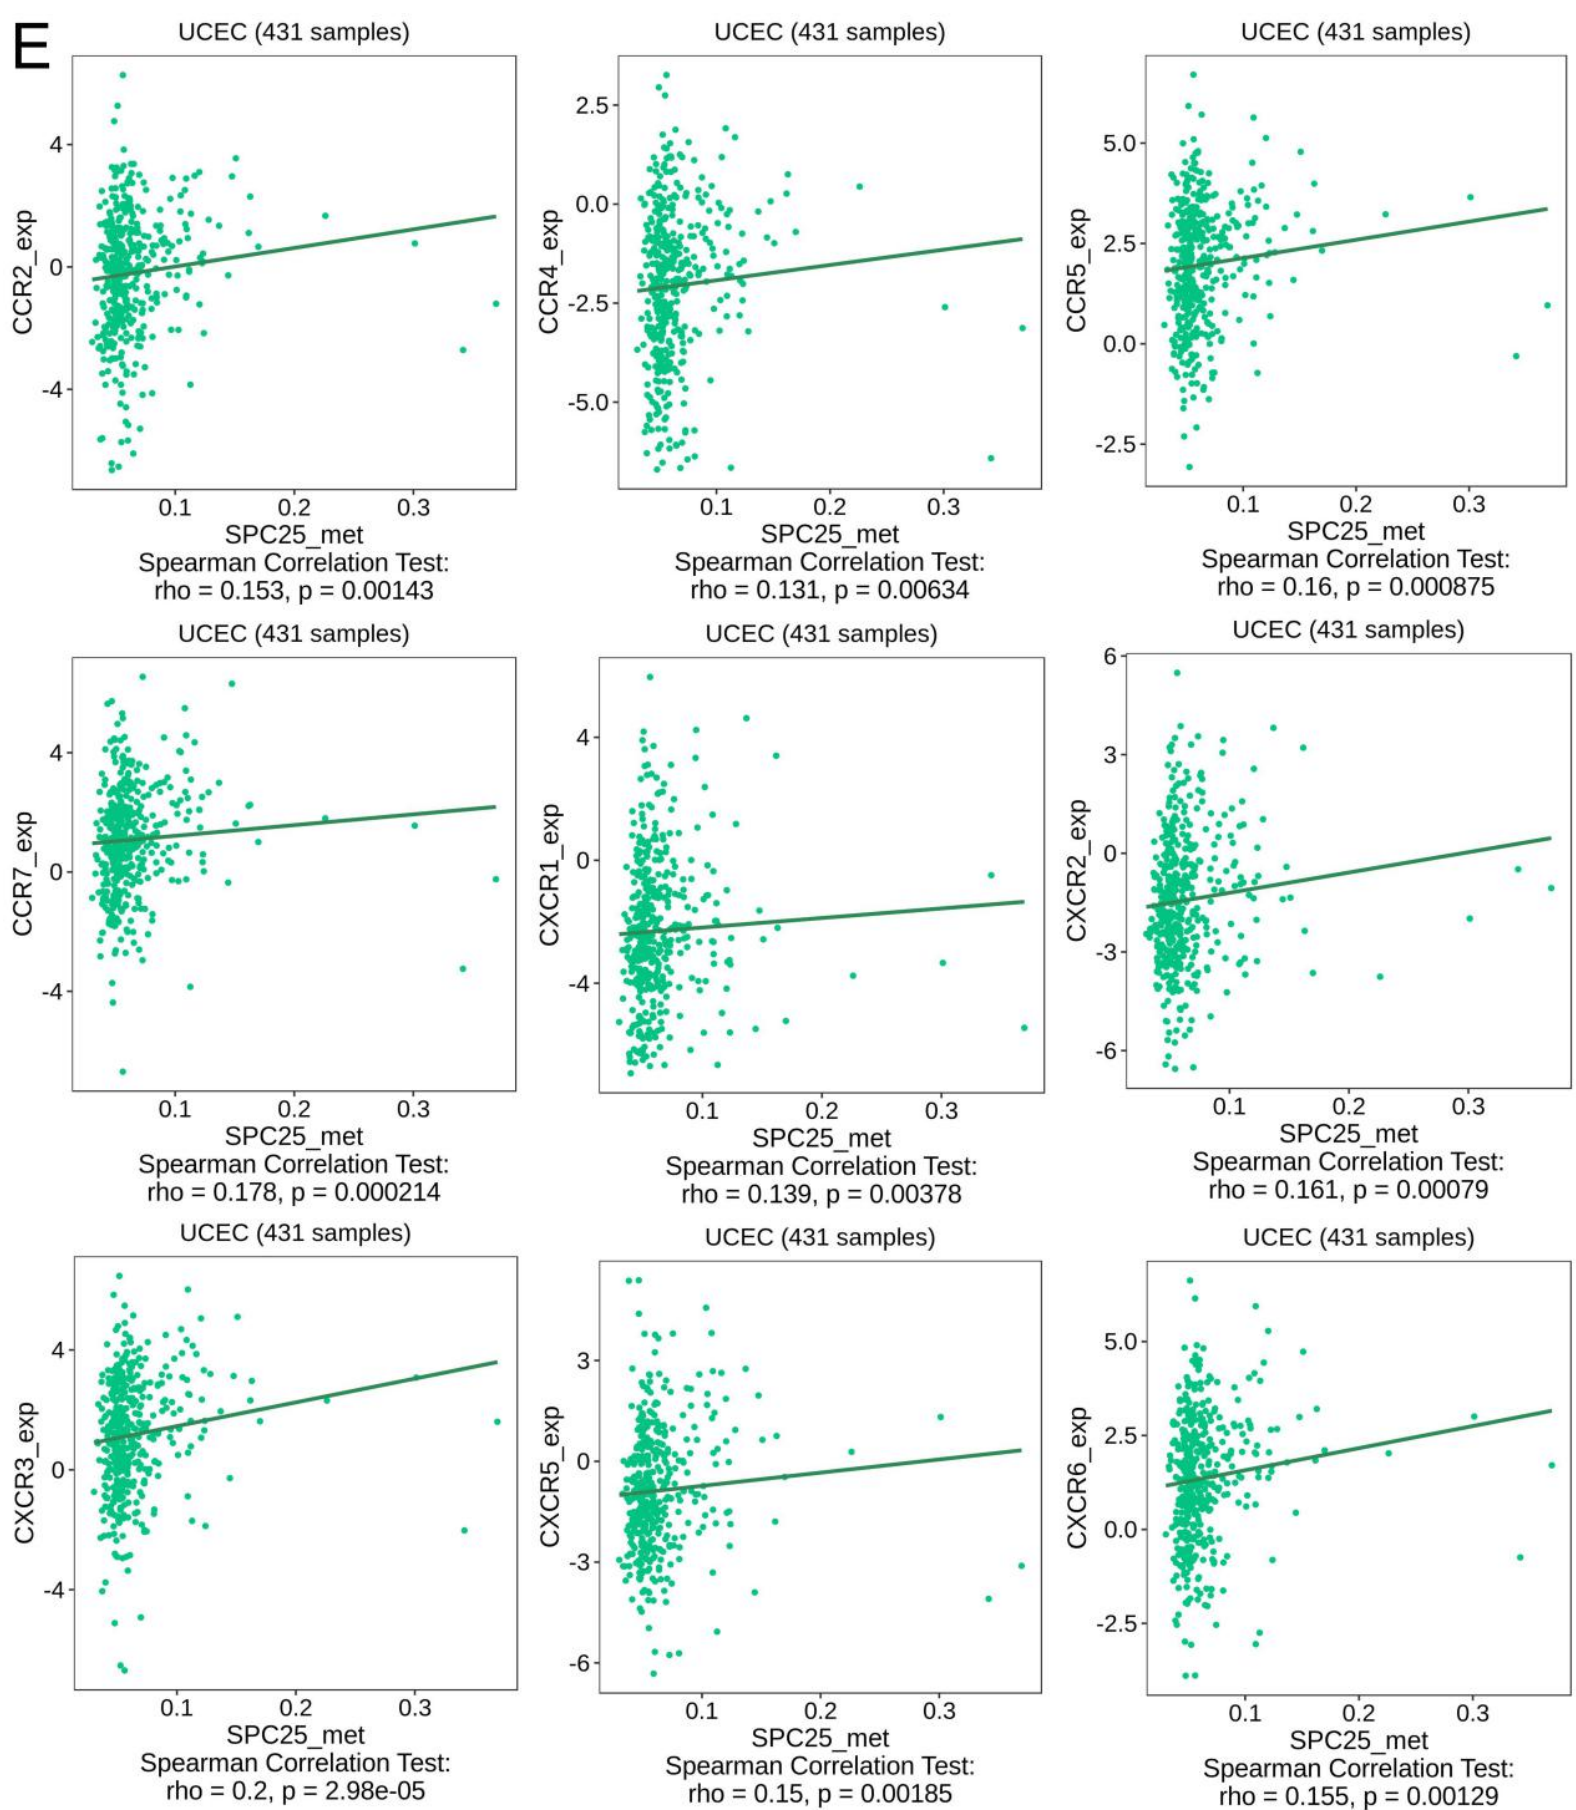 E
UCEC (431 samples)
4
0
-4
CCR2_exp
0.1 0.2 0.3
SPC25_met
Spearman Correlation Test:
rho = 0.153, p = 0.00143
UCEC (431 samples)
2.5
0.0
-2.5
-5.0
CCR4_exp
0.1 0.2 0.3
SPC25_met
Spearman Correlation Test:
rho = 0.131, p = 0.00634
UCEC (431 samples)
5.0
2.5
0.0
-2.5
CCR5_exp
0.1 0.2 0.3
SPC25_met
Spearman Correlation Test:
rho = 0.16, p = 0.000875
UCEC (431 samples)
4
0
-4
CCR7_exp
0.1 0.2 0.3
SPC25_met
Spearman Correlation Test:
rho = 0.178, p = 0.000214
UCEC (431 samples)
4
0
-4
CXCR1_exp
0.1 0.2 0.3
SPC25_met
Spearman Correlation Test:
rho = 0.139, p = 0.00378
UCEC (431 samples)
6
3
0
-3
-6
CXCR2_exp
0.1 0.2 0.3
SPC25_met
Spearman Correlation Test:
rho = 0.161, p = 0.00079
UCEC (431 samples)
4
0
-4
CXCR3_exp
0.1 0.2 0.3
SPC25_met
Spearman Correlation Test:
rho = 0.2, p = 2.98e-05
UCEC (431 samples)
3
0
-3
-6
CXCR5_exp
0.1 0.2 0.3
SPC25_met
Spearman Correlation Test:
rho = 0.15, p = 0.00185
UCEC (431 samples)
5.0
2.5
0.0
-2.5
CXCR6_exp
0.1 0.2 0.3
SPC25_met
Spearman Correlation Test:
rho = 0.155, p = 0.00129